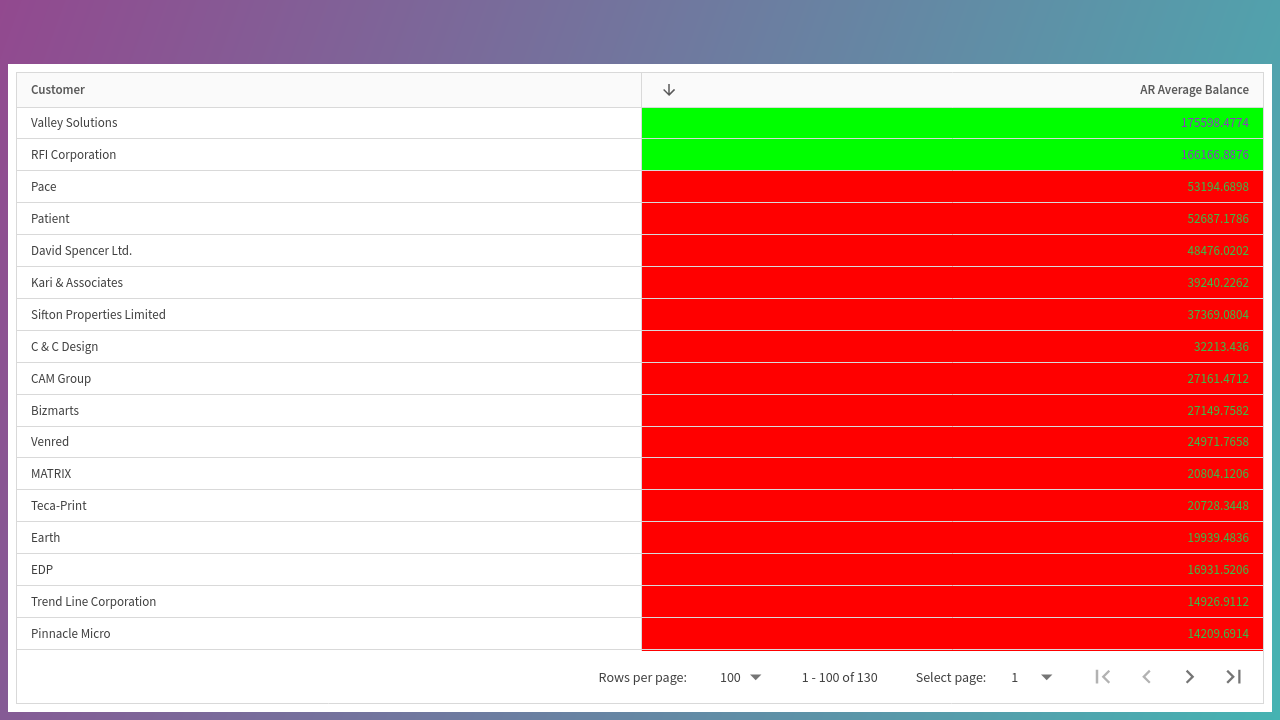 Customer AR Average Balance
Valley Solutions 175598.4774
RFI Corporation 166166.8876
Pace 53194.6898
Patient 52687.1786
David Spencer Ltd. 48476.0202
Kari & Associates 39240.2262
Sifton Properties Limited 37369.0804
C & C Design 32213.436
CAM Group 27161.4712
Bizmarts 27149.7582
Venred 24971.7658
MATRIX 20804.1206
Teca-Print 20728.3448
Earth 19939.4836
EDP 16931.5206
Trend Line Corporation 14926.9112
Pinnacle Micro 14209.6914
Rows per page: 100 1 - 100 of 130 Select page: 1